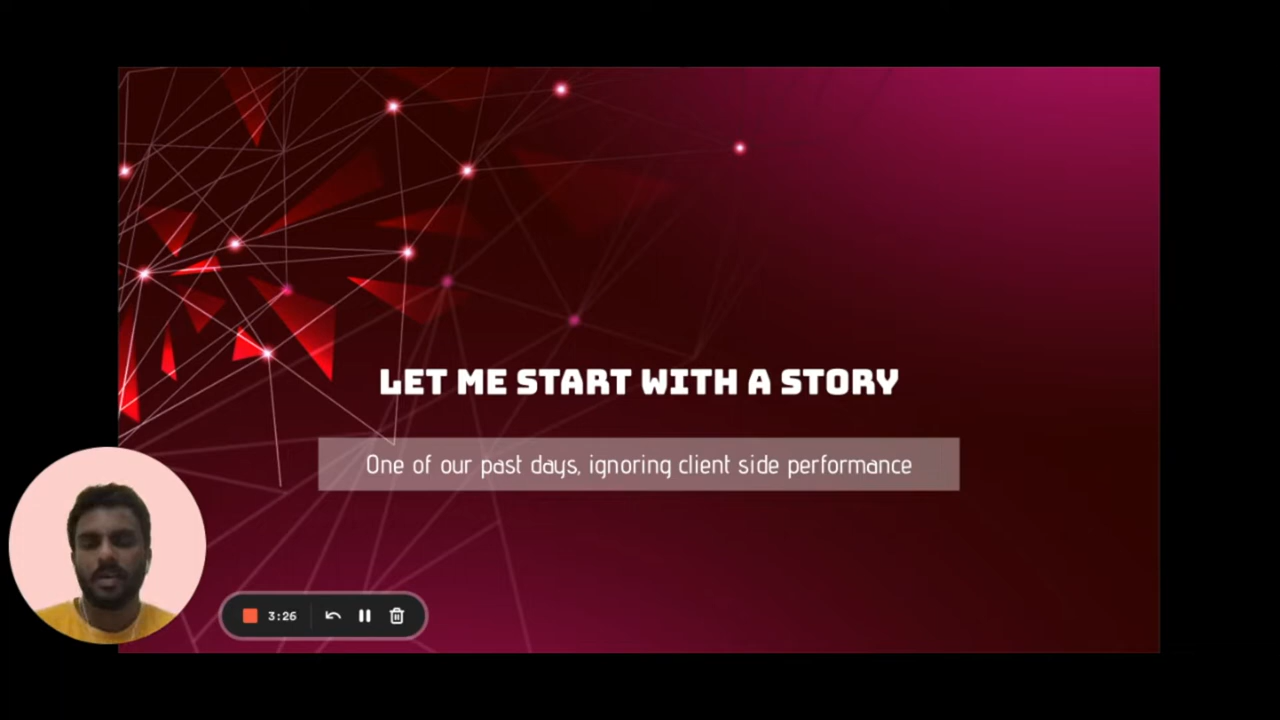 LET ME START WITH A STORY
One of our past days, ignoring client side performance
3:26